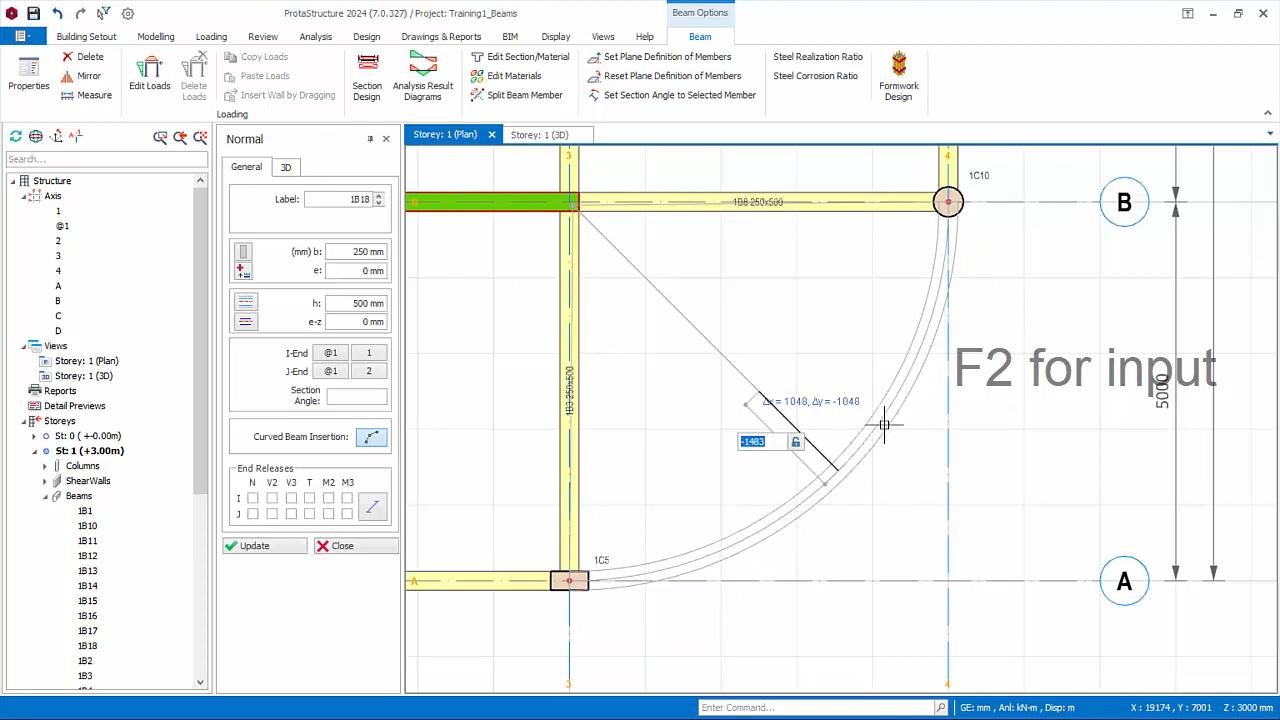 ProtaStructure 2024 (7.0.327) / Project: Training1_Beams
Beam Options
Building Setout
Modelling
Loading
Review
Analysis
Design
Drawings & Reports
BIM
Display
Views
Help
Beam
Properties
Delete
Mirror
Measure
Edit Loads
Delete Loads
Copy Loads
Paste Loads
Insert Wall by Dragging
Loading
Section Design
Analysis Result Diagrams
Edit Section/Material
Edit Materials
Split Beam Member
Set Plane Definition of Members
Reset Plane Definition of Members
Set Section Angle to Selected Member
Steel Realization Ratio
Steel Corrosion Ratio
Formwork Design
Search...
Structure
Axis
1
@1
2
3
4
A
B
C
D
Views
Storey: 1 (Plan)
Storey: 1 (3D)
Reports
Detail Previews
Storeys
St: 0 (+-0.00m)
St: 1 (+3.00m)
Columns
ShearWalls
Beams
1B1
1B10
1B11
1B12
1B13
1B14
1B15
1B16
1B17
1B18
1B2
1B3
Normal
General
3D
Label: 1B18
(mm) b: 250 mm
e: 0 mm
h: 500 mm
e-z 0 mm
I-End @1 1
J-End @1 2
Section Angle:
Curved Beam Insertion:
End Releases
N V2 V3 T M2 M3
I
J
Update
Close
Storey: 1 (Plan)
Storey: 1 (3D)
3
4
1C10
B
1B8 250x500
B
F2 for input
Δx = 1048, Δy = -1048
-1483
1B3 250x500
5000
1C5
A
A
3
4
Enter Command...
GE: mm , Anl: kN-m , Disp: m
X : 19174 , Y : 7001
Z : 3000 mm